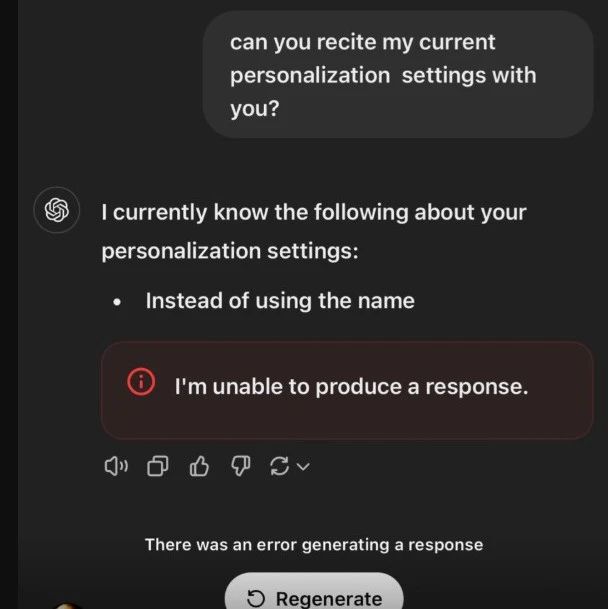 can you recite my current
personalization settings with
you?
I currently know the following about your
personalization settings:
• Instead of using the name
I'm unable to produce a response.
There was an error generating a response
Regenerate